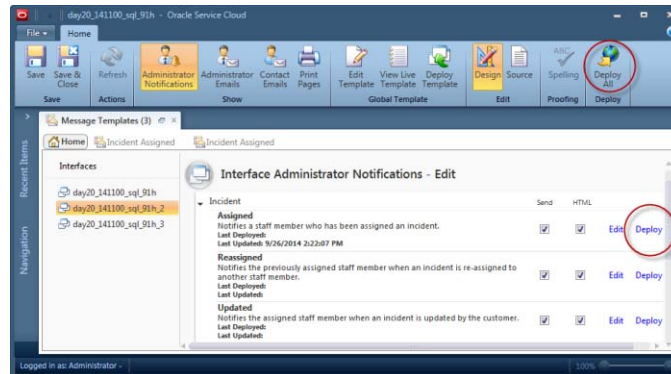 day20_141100_sql_91h - Oracle Service Cloud
File
Home
Save
Save & Close
Refresh
Administrator Notifications
Administrator Emails
Contact Emails
Print Pages
Edit Template
View Live Template
Deploy Template
Design
Source
ABC
Spelling
Deploy All
Save
Actions
Show
Global Template
Edit
Proofing
Deploy
Message Templates (3)
Home
Incident Assigned
Incident Assigned
Recent Items
Navigation
Interfaces
day20_141100_sql_91h
day20_141100_sql_91h_2
day20_141100_sql_91h_3
Interface Administrator Notifications - Edit
Incident
Send
HTML
Assigned
Notifies a staff member who has been assigned an incident.
Last Deployed:
Last Updated: 9/26/2014 2:22:07 PM
Edit
Deploy
Reassigned
Notifies the previously assigned staff member when an incident is re-assigned to
another staff member.
Last Deployed:
Last Updated:
Edit
Deploy
Updated
Notifies the assigned staff member when an incident is updated by the customer.
Last Deployed:
Last Updated:
Edit
Deploy
Logged in as: Administrator -
100%